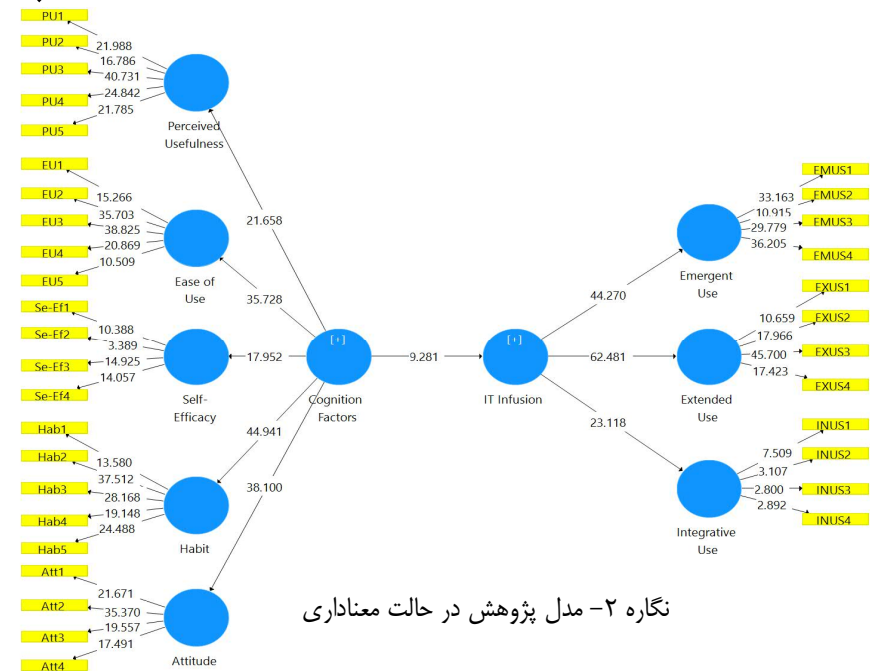 PU1
PU2
PU3
PU4
PU5
21.988
16.786
40.731
24.842
21.785
Perceived
Usefulness
EU1
EU2
EU3
EU4
EU5
15.266
35.703
38.825
20.869
10.509
Ease of
Use
Se-Ef1
Se-Ef2
Se-Ef3
Se-Ef4
10.388
3.389
14.925
14.057
Self-
Efficacy
Hab1
Hab2
Hab3
Hab4
Hab5
13.580
37.512
28.168
19.148
24.488
Habit
Att1
Att2
Att3
Att4
21.671
35.370
19.557
17.491
Attitude
21.658
35.728
17.952
44.941
38.100
[+]
Cognition
Factors
9.281
[+]
IT Infusion
44.270
62.481
23.118
Emergent
Use
33.163
10.915
29.779
36.205
EMUS1
EMUS2
EMUS3
EMUS4
Extended
Use
10.659
17.966
45.700
17.423
EXUS1
EXUS2
EXUS3
EXUS4
Integrative
Use
7.509
3.107
2.800
2.892
INUS1
INUS2
INUS3
INUS4
نگاره ۲- مدل پژوهش در حالت معناداری